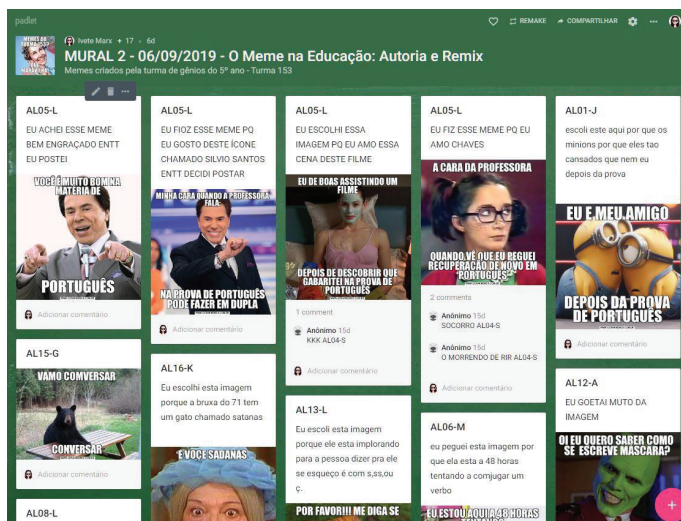 padlet
REMAKE
COMPARTILHAR
MEMES DA
TURMA 153?
MARAVILHA
Ivete Marx + 17 • 6d
MURAL 2 - 06/09/2019 - O Meme na Educação: Autoria e Remix
Memes criados pela turma de gênios do 5º ano - Turma 153
AL05-L
EU ACHEI ESSE MEME
BEM ENGRAÇADO ENTT
EU POSTEI
VOCÊ É MUITO BOM NA
MATÉRIA DE
PORTUGUÊS
Adicionar comentário
AL15-G
VAMO COMVERSAR
CONVERSAR
Adicionar comentário
AL08-L
AL05-L
EU FIOZ ESSE MEME PQ
EU GOSTO DESTE ÍCONE
CHAMADO SILVIO SANTOS
ENTT DECIDI POSTAR
MINHA CARA QUANDO A PROFESSORA
FALA:
NA PROVA DE PORTUGUÊS
PODE FAZER EM DUPLA
Adicionar comentário
AL16-K
Eu escolhi esta imagem
porque a bruxa do 71 tem
um gato chamado satanas
E VOCE SADANAS
AL05-L
EU ESCOLHI ESSA
IMAGEM PQ EU AMO ESSA
CENA DESTE FILME
EU DE BOAS ASSISTINDO UM
FILME
DEPOIS DE DESCOBRIR QUE
GABARITEI NA PROVA DE
PORTUGUÊS
1 comment
Anônimo 15d
KKK AL04-S
Adicionar comentário
AL13-L
Eu escoli esta imagem
porque ele esta implorando
para a pessoa dizer pra ele
se esqueço é com s,ss,ou
ç.
POR FAVOR!!! ME DIGA SE
AL05-L
EU FIZ ESSE MEME PQ EU
AMO CHAVES
A CARA DA PROFESSORA
QUANDO VÊ QUE EU PEGUEI
RECUPERAÇÃO DE NOVO EM
"PORTUGUÊS"
2 comments
Anônimo 15d
SOCORRO AL04-S
Anônimo 15d
O MORRENDO DE RIR AL04-S
Adicionar comentário
AL06-M
eu peguei esta imagem por
que ela esta a 48 horas
tentando a comjugar um
verbo
EU ESTOU AQUI A 48 HORAS
AL01-J
escoli este aqui por que os
minions por que eles tao
cansados que nem eu
depois da prova
EU E MEU AMIGO
DEPOIS DA PROVA
DE PORTUGUÊS
Adicionar comentário
AL12-A
EU GOETAI MUTO DA
IMAGEM
OI EU QUERO SABER COMO
SE ESCREVE MASCARA?